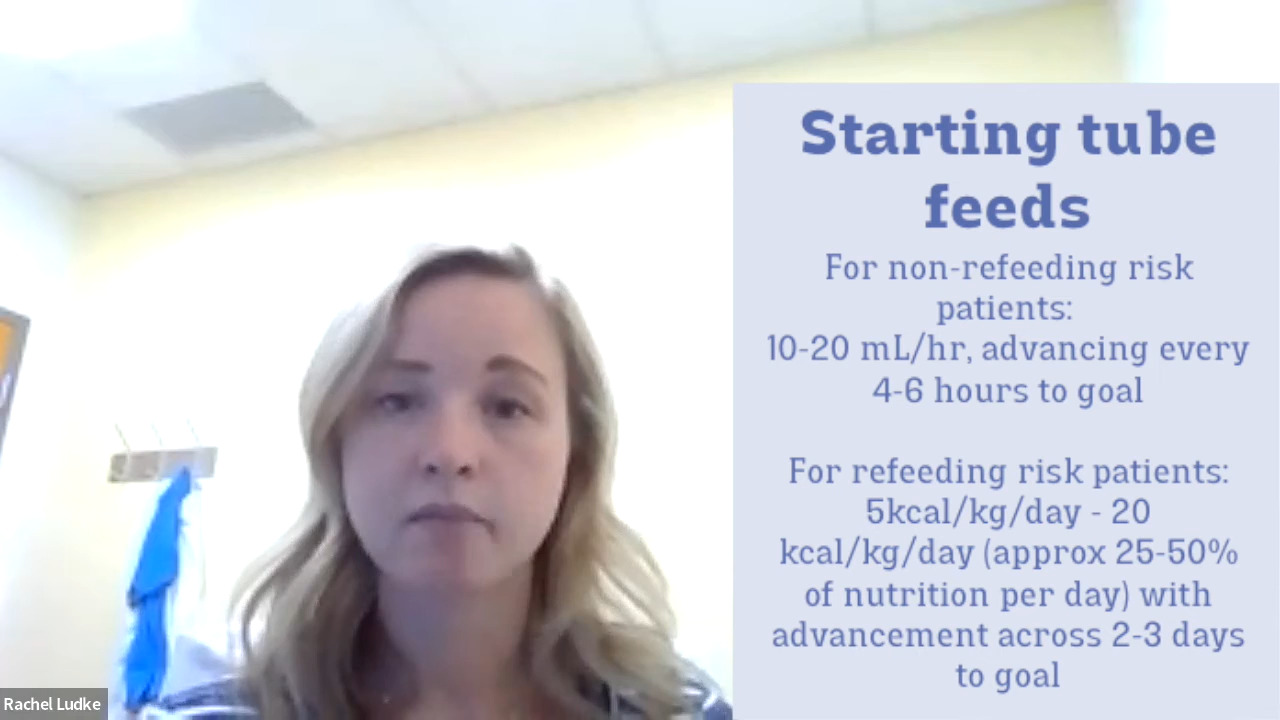 Starting tube
feeds
For non-refeeding risk
patients:
10-20 mL/hr, advancing every
4-6 hours to goal
For refeeding risk patients:
5kcal/kg/day - 20
kcal/kg/day (approx 25-50%
of nutrition per day) with
advancement across 2-3 days
to goal
Rachel Ludke